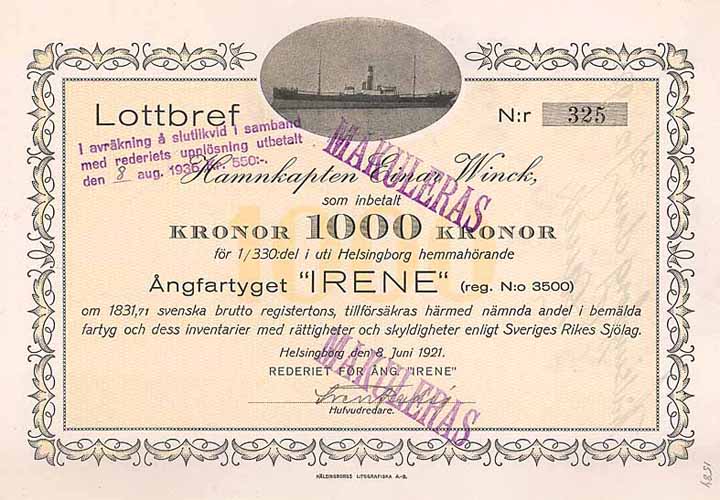 Lottbref
N:r 325
I avräkning å slutlikvid i samband
med rederiets upplösning utbetalt
den 8 aug. 1936 Kr. 550:-.
Hamnkapten Einar Winck,
som inbetalt
KRONOR 1000 KRONOR
för 1/330:del i uti Helsingborg hemmahörande
Ångfartyget "IRENE" (reg. N:o 3500)
om 1831,71 svenska brutto registertons, tillförsäkras härmed nämnda andel i bemälda
fartyg och dess inventarier med rättigheter och skyldigheter enligt Sveriges Rikes Sjölag.
Helsingborg den 8. Juni 1921.
REDERIET FÖR ÅNG. "IRENE"
Hufvudredare.
MAKULERAS
MAKULERAS
1000
HÄLSINGBORGS LITOGRAFISKA A.-B.